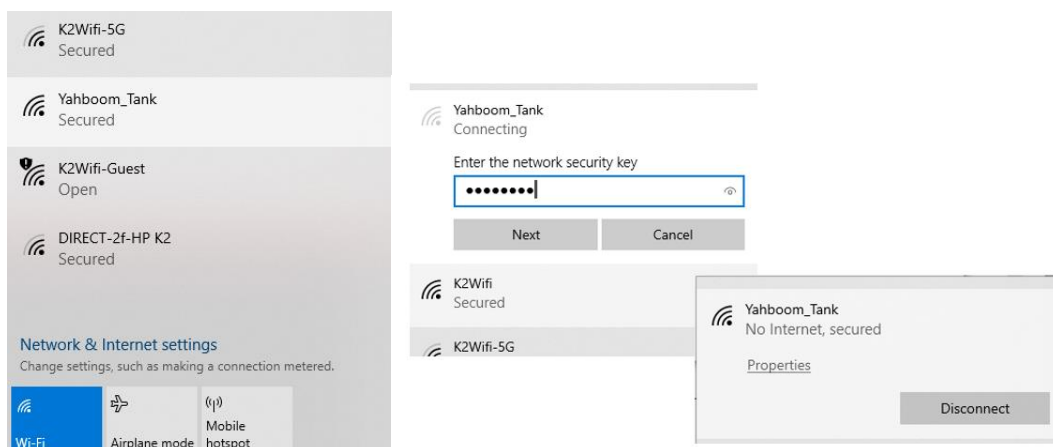 K2Wifi-5G
Secured
Yahboom_Tank
Secured
K2Wifi-Guest
Open
DIRECT-2f-HP K2
Secured
Network & Internet settings
Change settings, such as making a connection metered.
Wi-Fi
Airplane mode
Mobile
hotspot
Yahboom_Tank
Connecting
Enter the network security key
Next
Cancel
K2Wifi
Secured
K2Wifi-5G
Yahboom_Tank
No Internet, secured
Properties
Disconnect